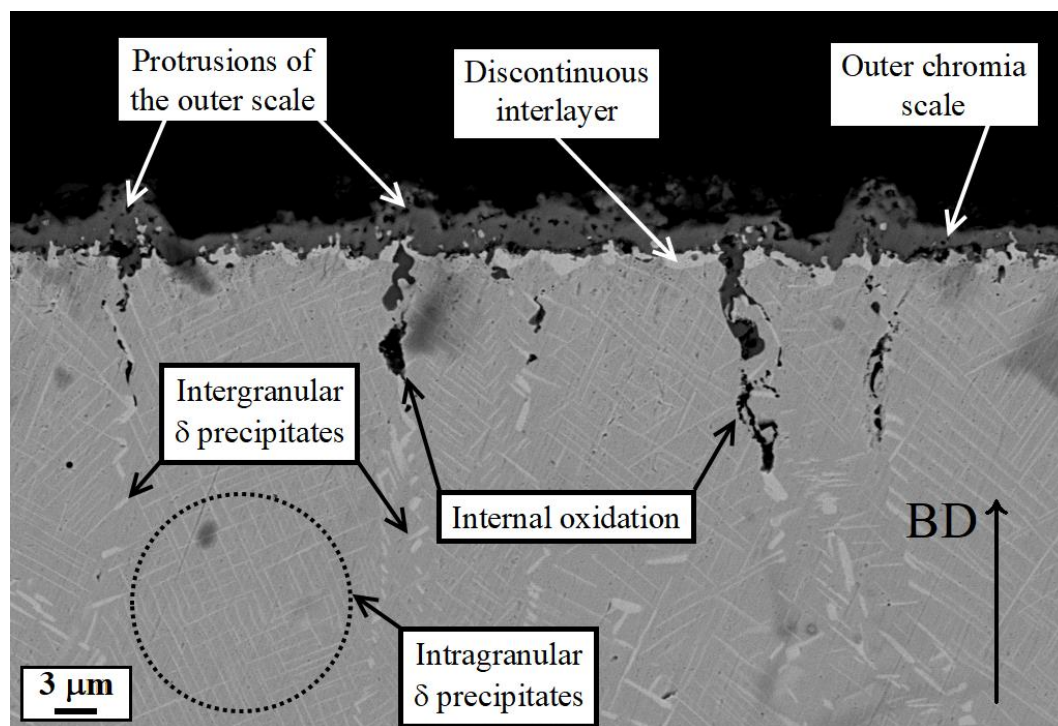 Protrusions of
the outer scale
Discontinuous
interlayer
Outer chromia
scale
Intergranular
δ precipitates
Internal oxidation
BD
Intragranular
δ precipitates
3 μm